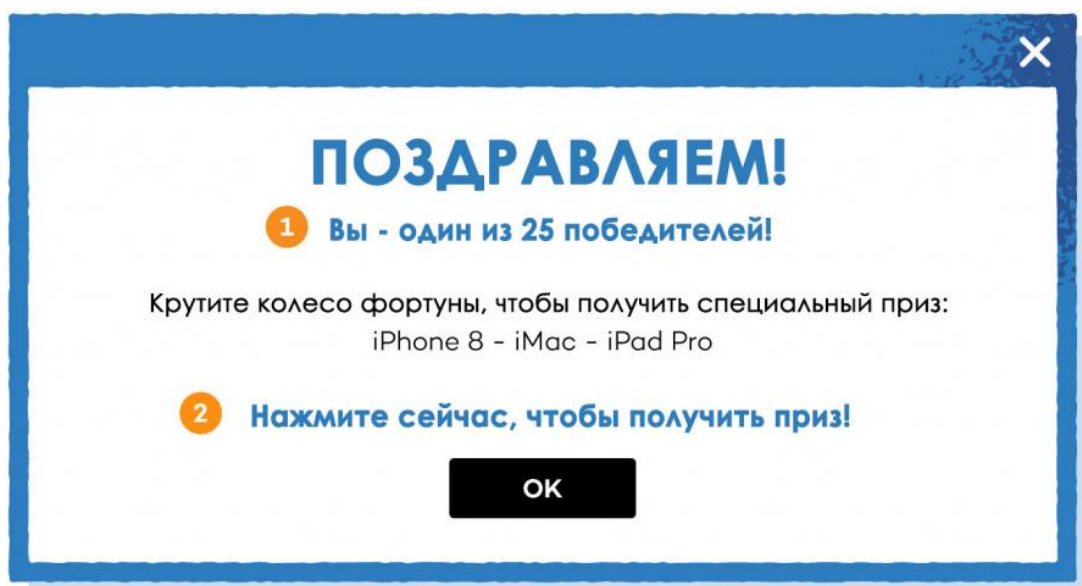 ПОЗДРАВЛЯЕМ!
1 Вы - один из 25 победителей!
Крутите колесо фортуны, чтобы получить специальный приз:
iPhone 8 - iMac - iPad Pro
2 Нажмите сейчас, чтобы получить приз!
OK